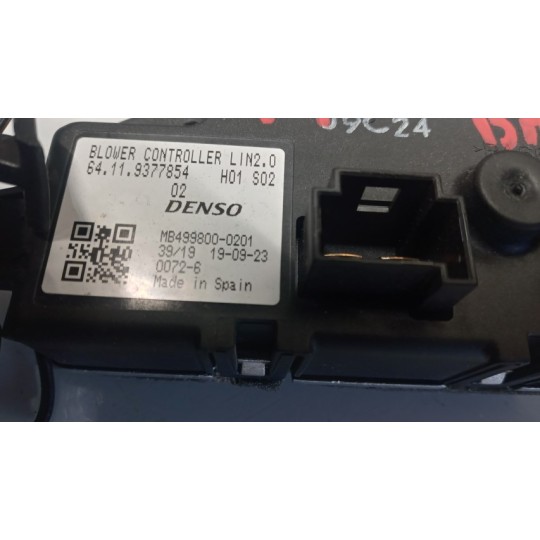 J9C24
BLOWER CONTROLLER LIN2.0
64.11.9377854 H01 S02
02
DENSO
MB499800-0201
39/19 19-09-23
0072-6
Made in Spain